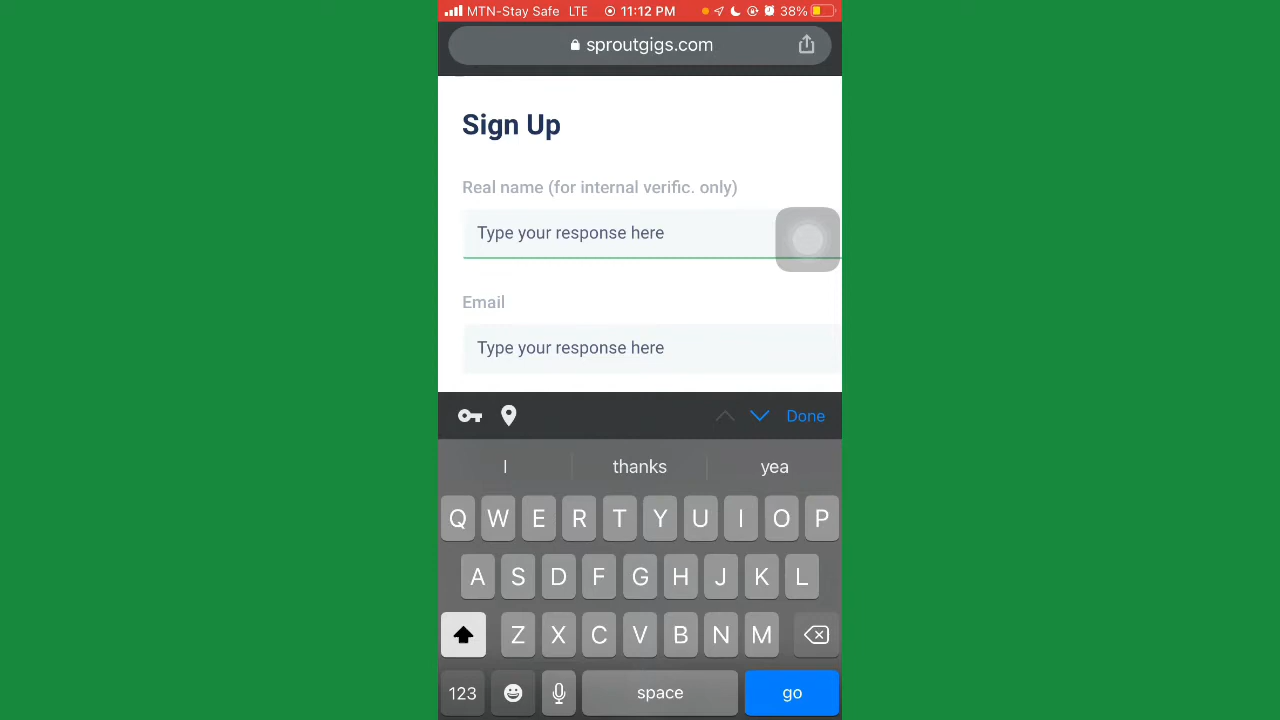 MTN-Stay Safe LTE 11:12 PM 38%
sproutgigs.com
Sign Up
Real name (for internal verific. only)
Type your response here
Email
Type your response here
Done
I thanks yea
Q W E R T Y U I O P
A S D F G H J K L
Z X C V B N M
123 space go